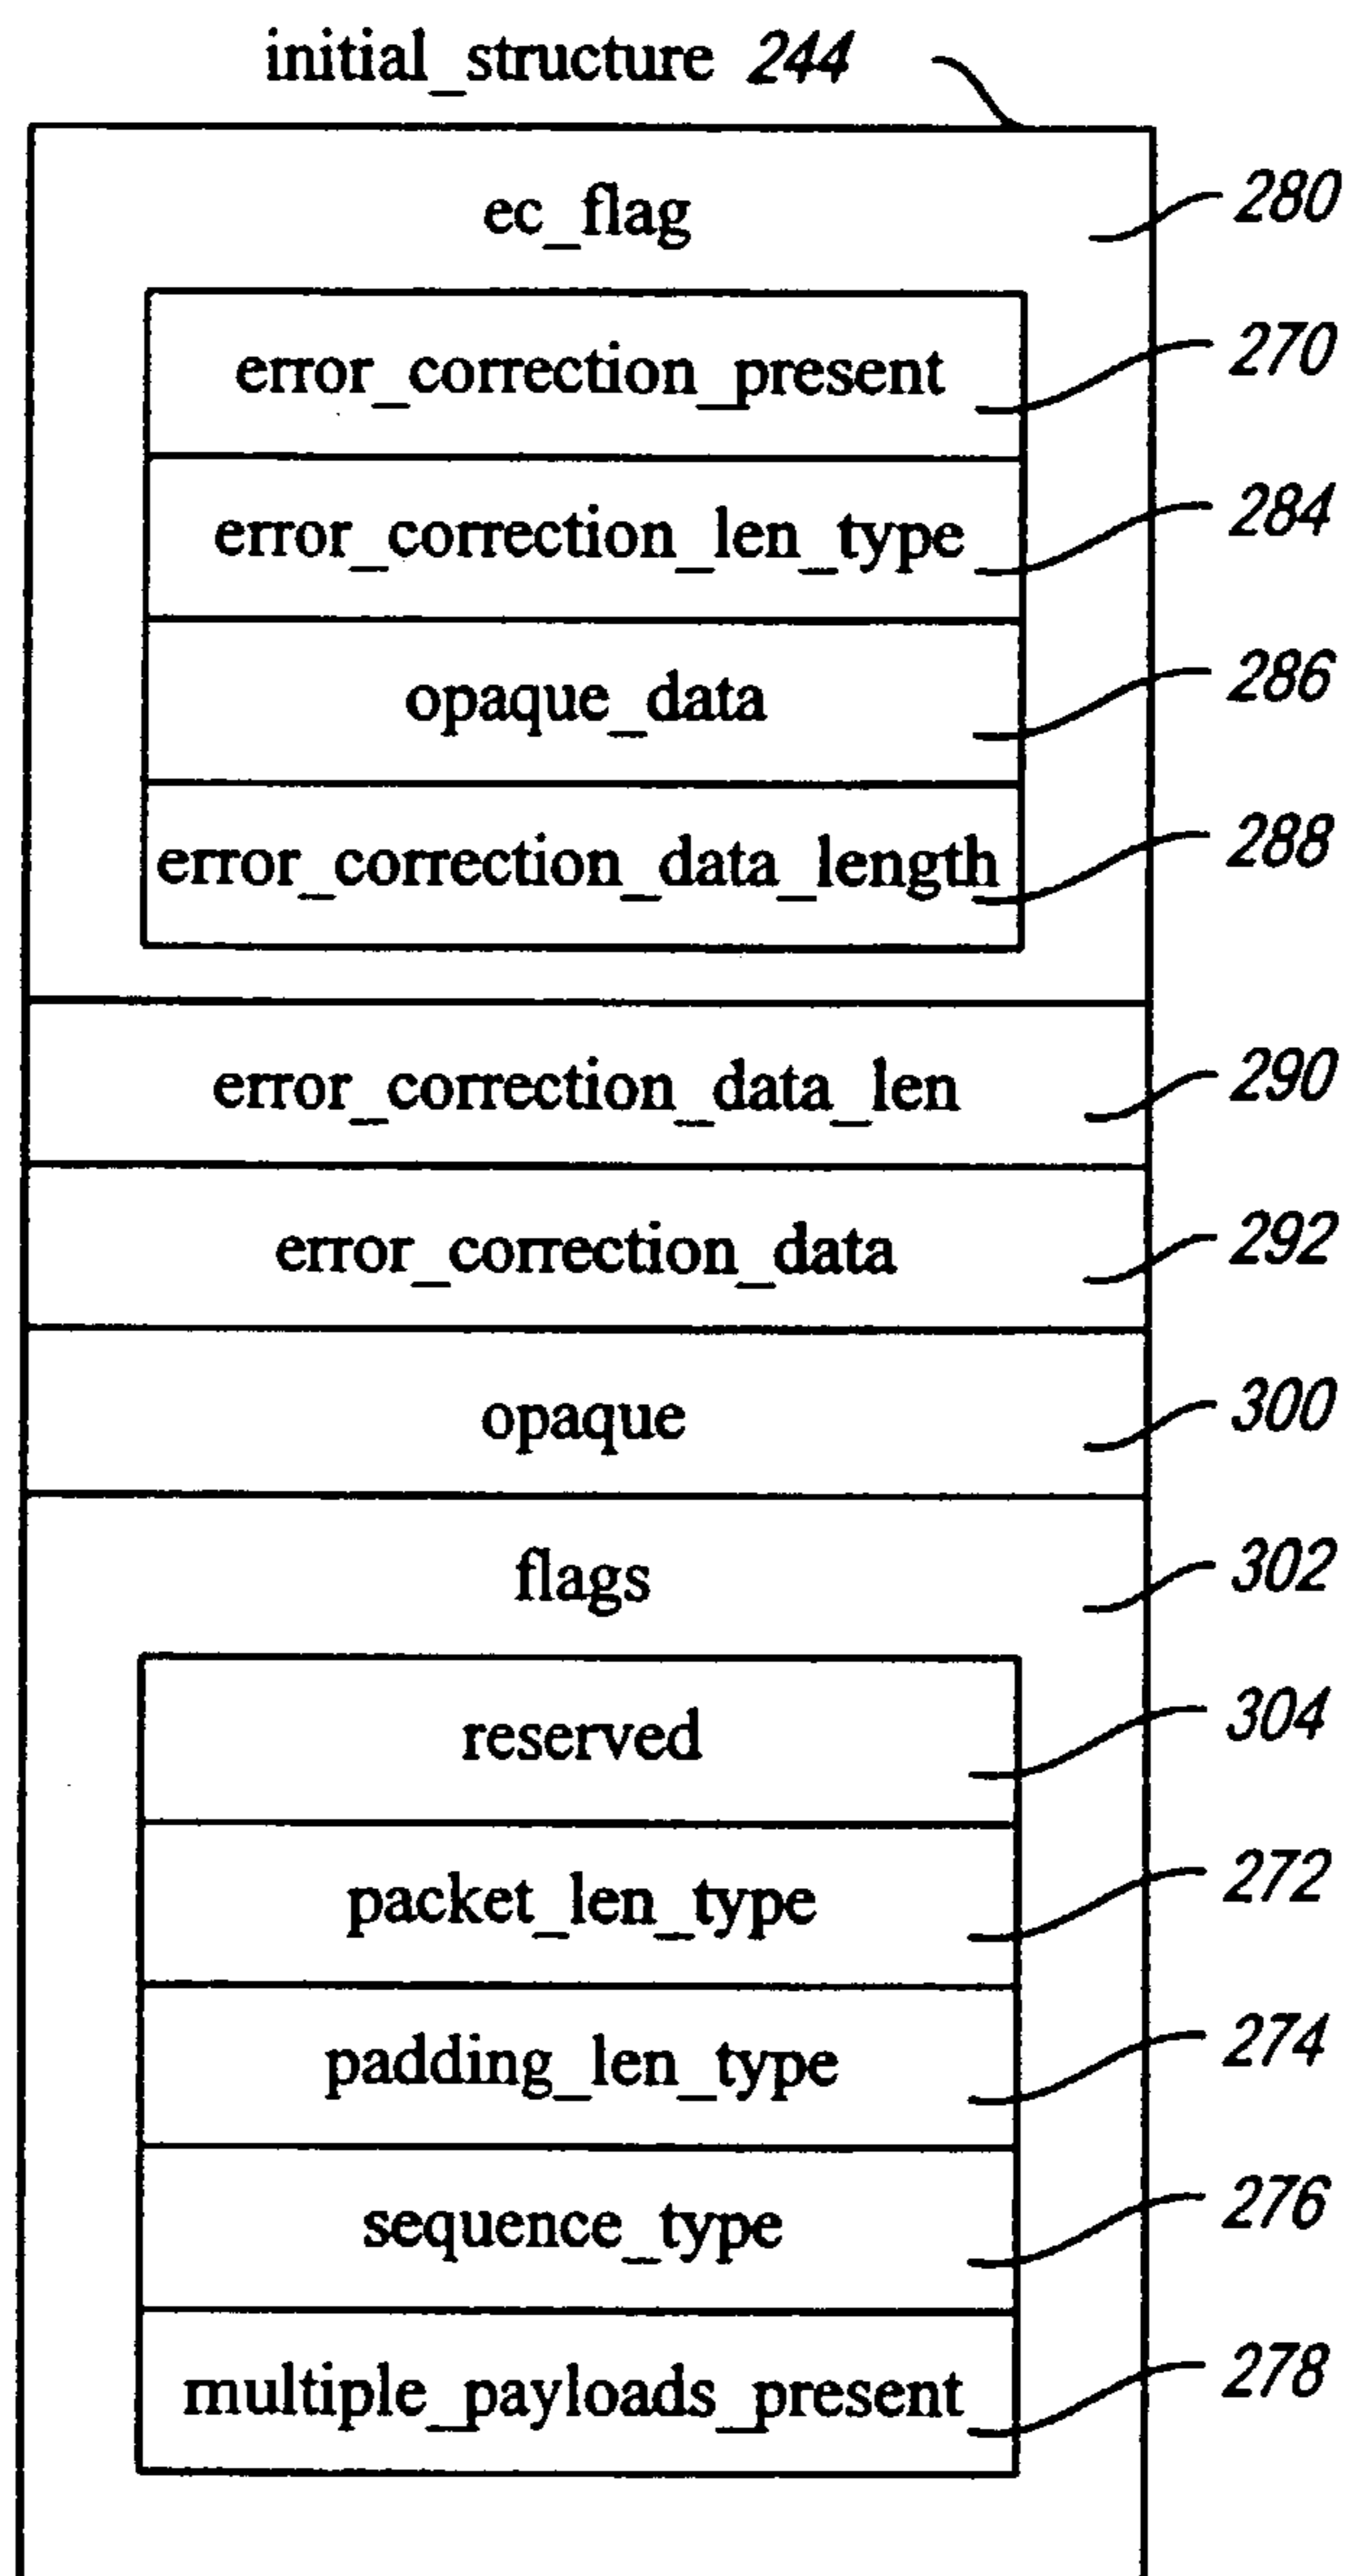 initial_structure 244
ec_flag 280
error_correction_present 270
error_correction_len_type 284
opaque_data 286
error_correction_data_length 288
error_correction_data_len 290
error_correction_data 292
opaque 300
flags 302
reserved 304
packet_len_type 272
padding_len_type 274
sequence_type 276
multiple_payloads_present 278